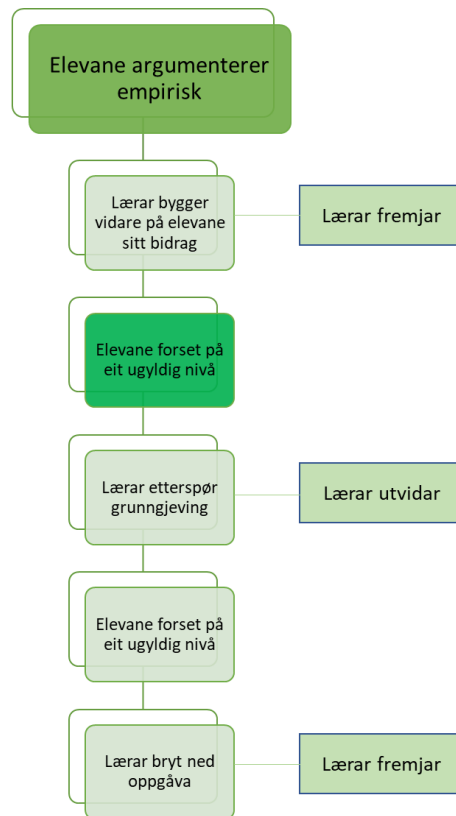 Elevane argumenterer
empirisk
Lærar bygger
vidare på elevane
sitt bidrag
Lærar fremjar
Elevane forset på
eit ugyldig nivå
Lærar etterspør
grunngjeving
Lærar utvidar
Elevane forset på
eit ugyldig nivå
Lærar bryt ned
oppgåva
Lærar fremjar